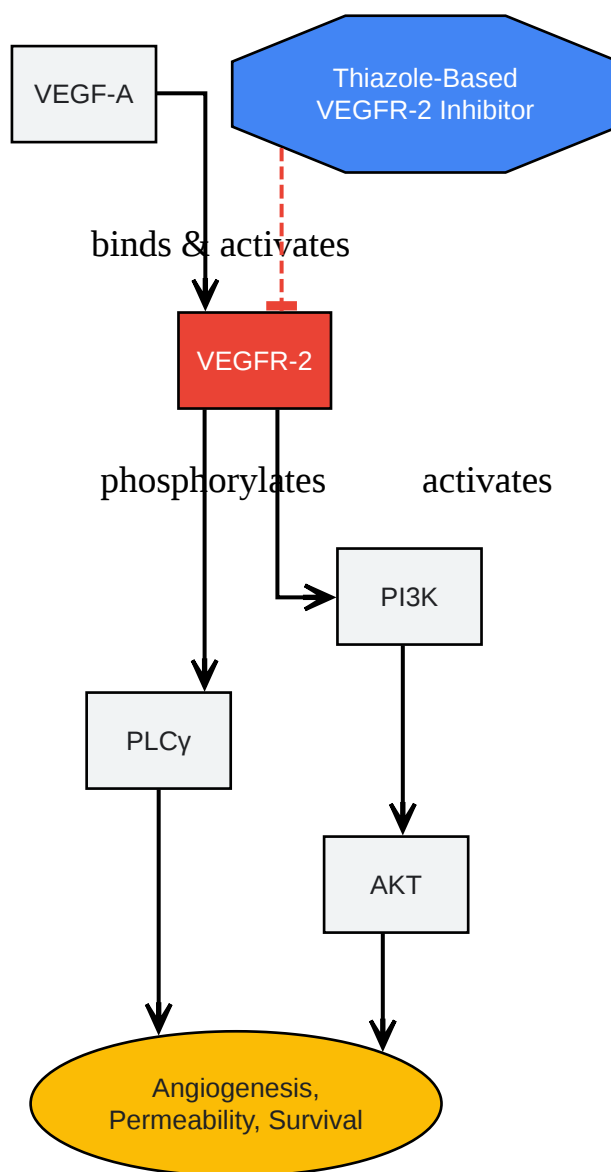 VEGF-A
Thiazole-Based
VEGFR-2 Inhibitor
binds & activates
VEGFR-2
phosphorylates
activates
PI3K
PLCγ
AKT
Angiogenesis,
Permeability, Survival